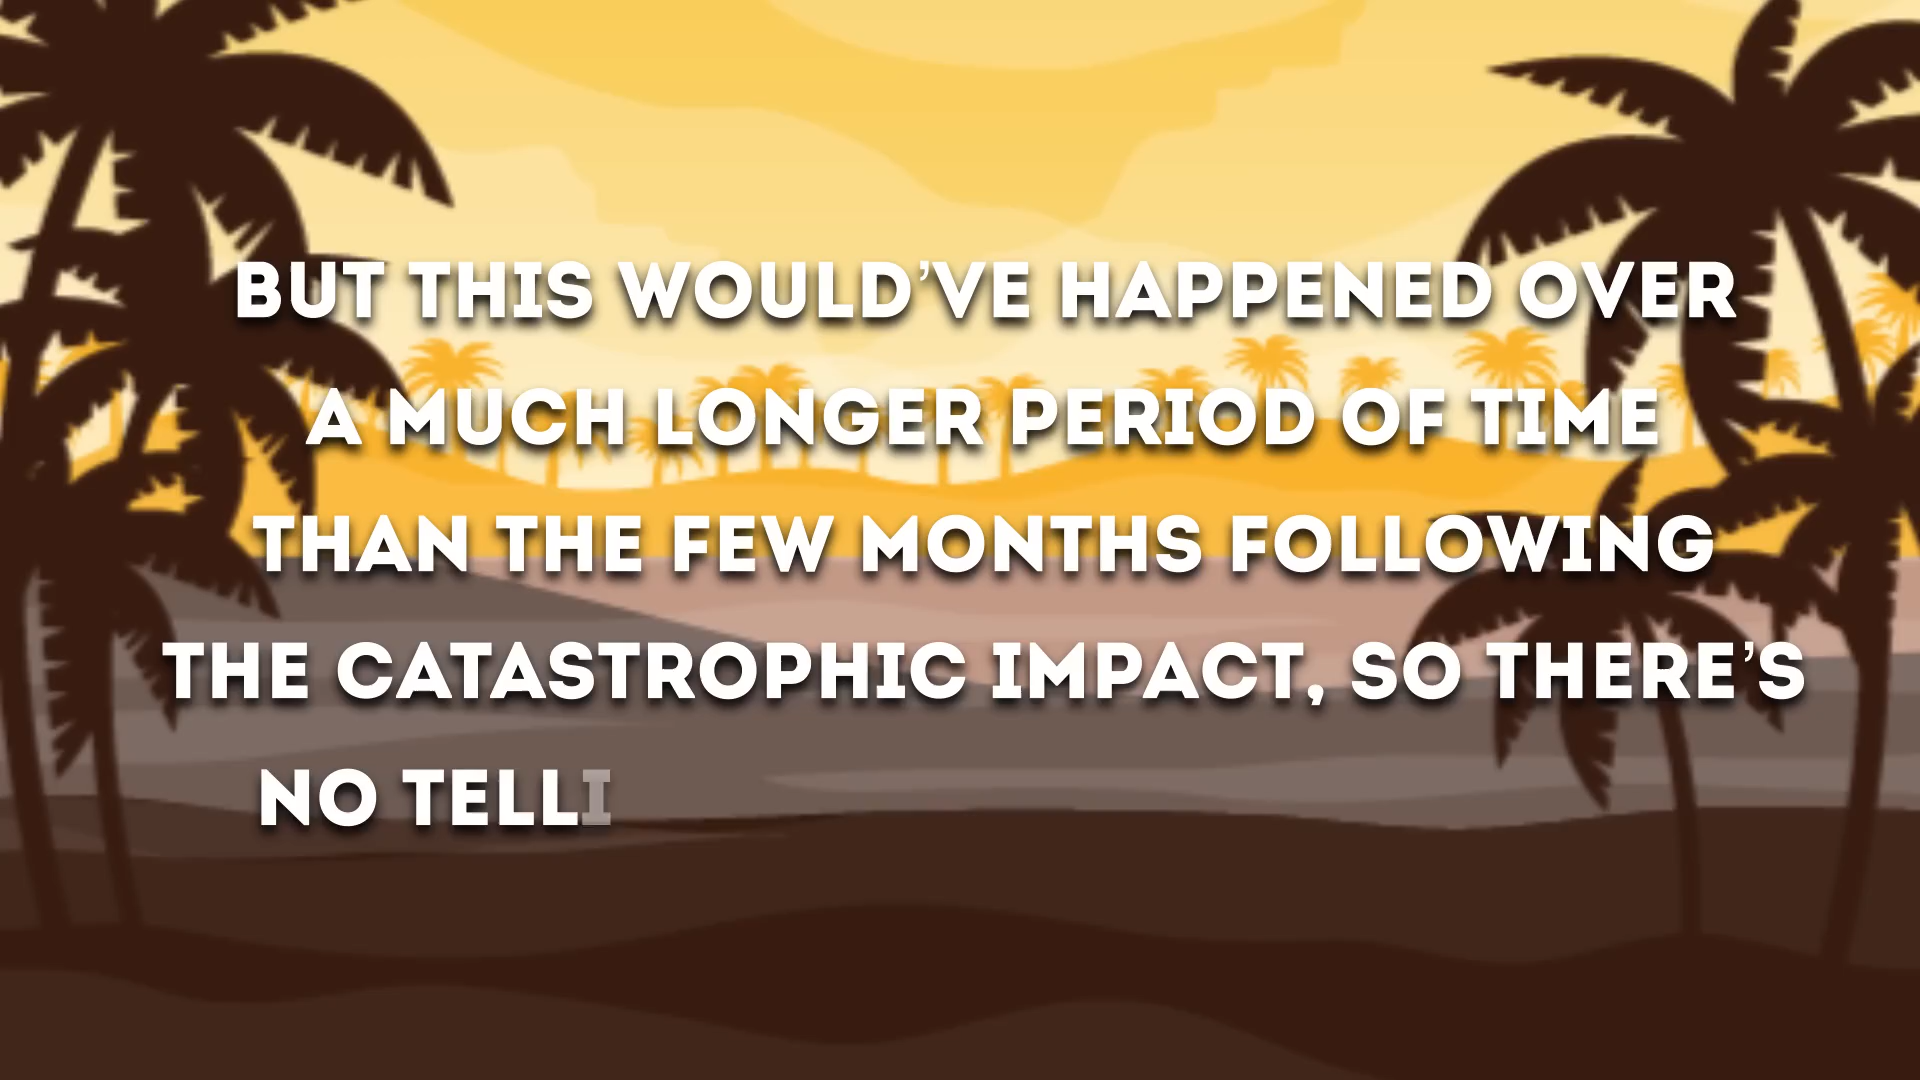 BUT THIS WOULD’VE HAPPENED OVER
A MUCH LONGER PERIOD OF TIME
THAN THE FEW MONTHS FOLLOWING
THE CATASTROPHIC IMPACT, SO THERE’S
NO TELLI